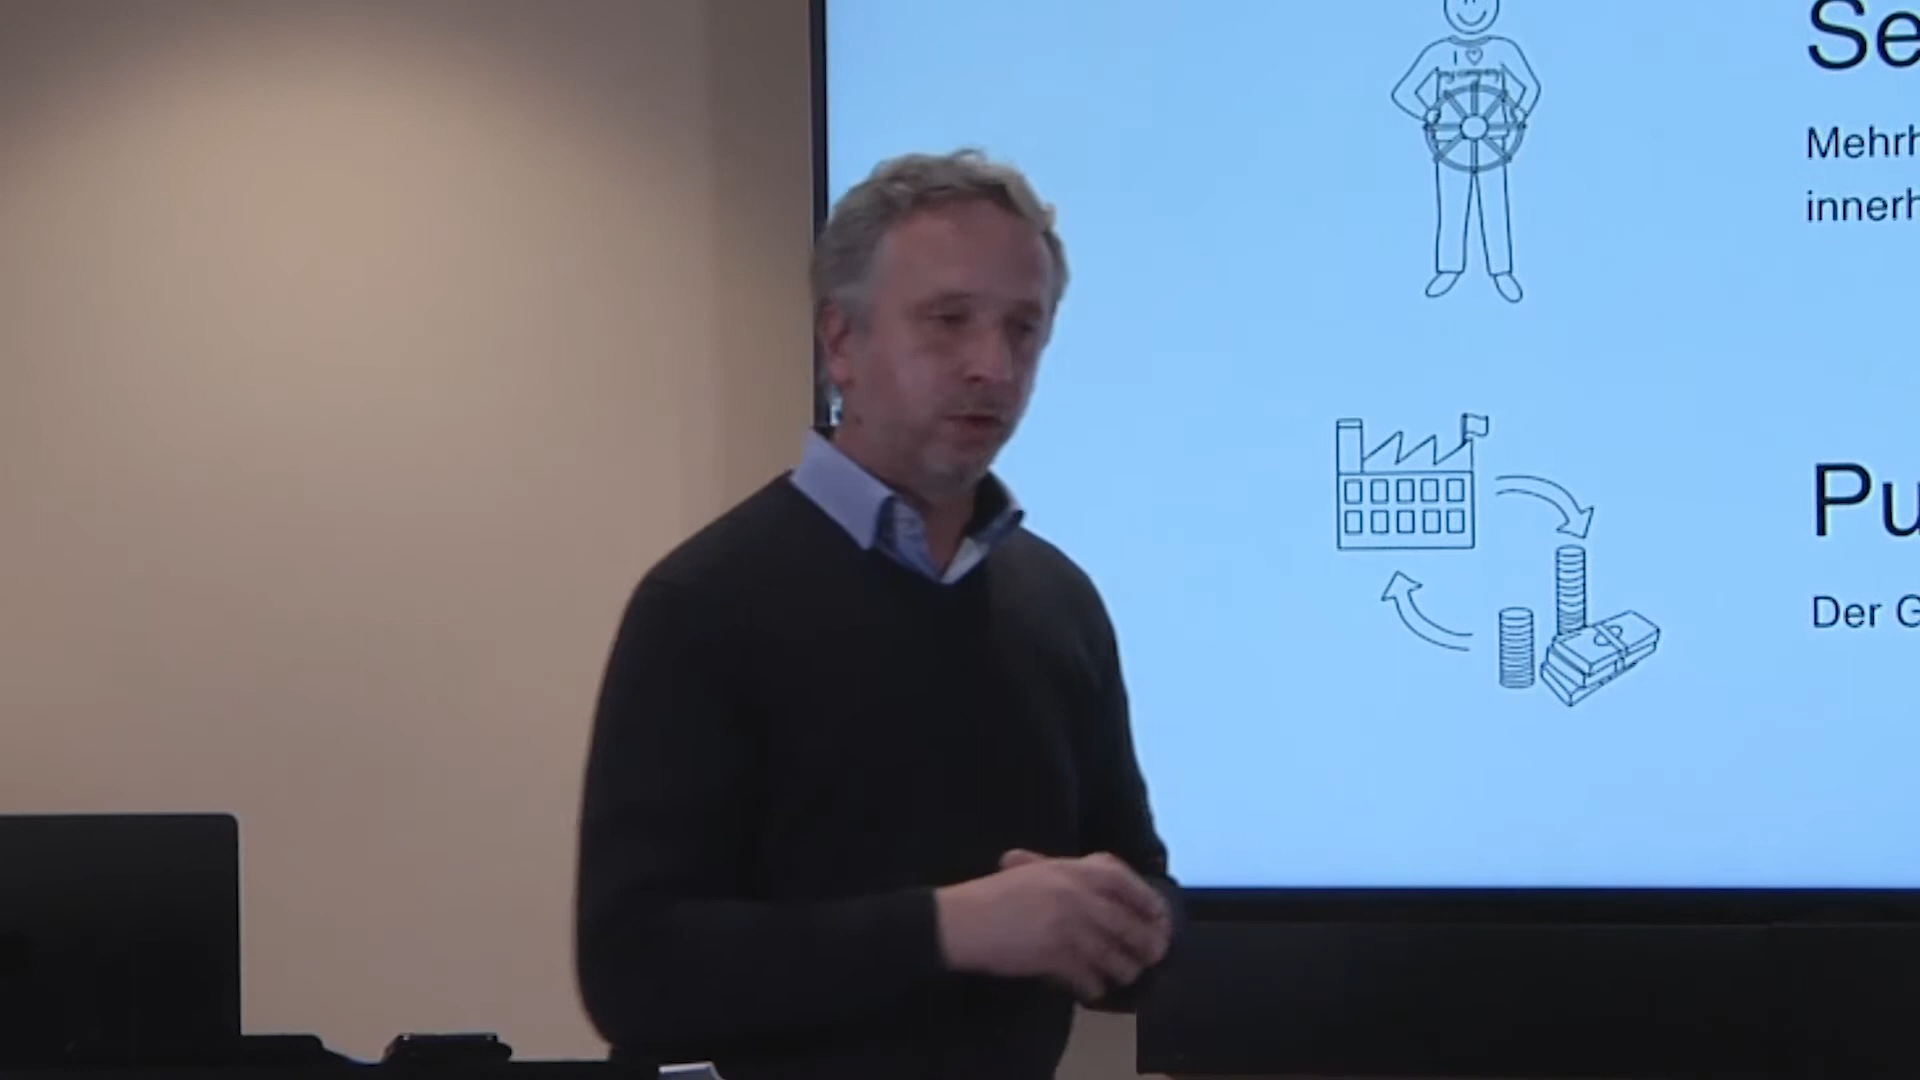 I ♡
Se
Mehrh
innerh
Pu
Der G